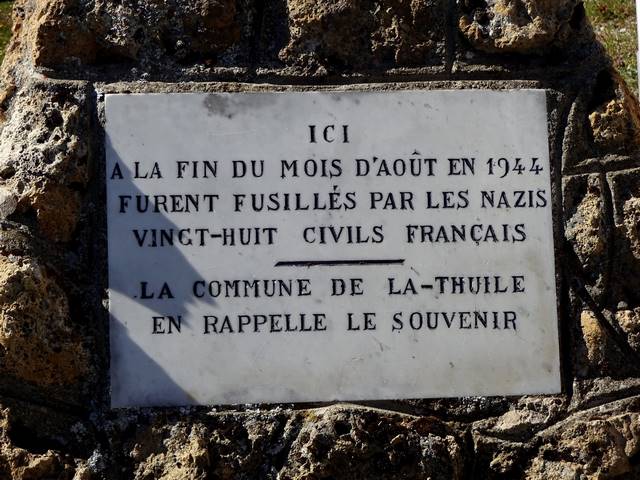 ICI
A LA FIN DU MOIS D'AOÛT EN 1944
FURENT FUSILLÉS PAR LES NAZIS
VINGT-HUIT CIVILS FRANÇAIS
LA COMMUNE DE LA-THUILE
EN RAPPELLE LE SOUVENIR